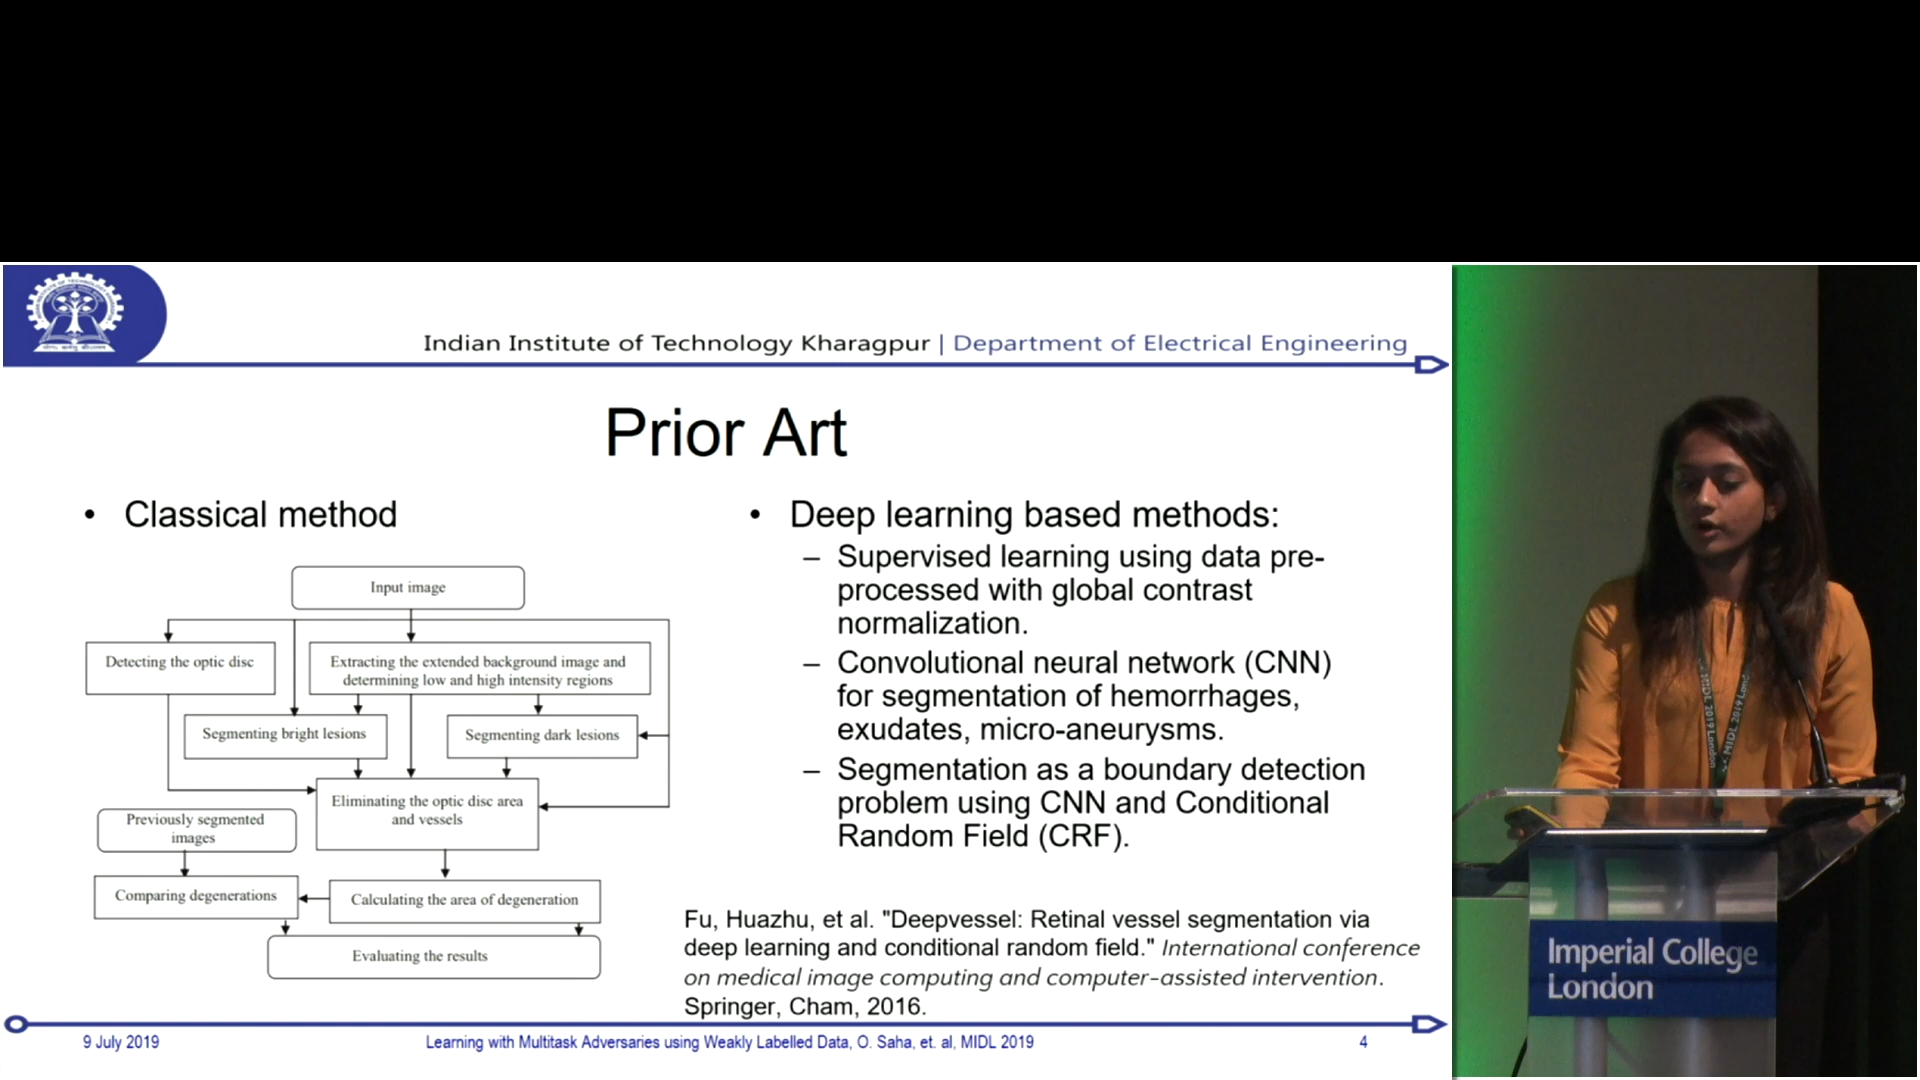 Indian Institute of Technology Kharagpur | Department of Electrical Engineering
Prior Art
• Classical method
Input image
Detecting the optic disc
Extracting the extended background image and
determining low and high intensity regions
Segmenting bright lesions
Segmenting dark lesions
Eliminating the optic disc area
and vessels
Previously segmented
images
Comparing degenerations
Calculating the area of degeneration
Evaluating the results
• Deep learning based methods:
– Supervised learning using data pre-
processed with global contrast
normalization.
– Convolutional neural network (CNN)
for segmentation of hemorrhages,
exudates, micro-aneurysms.
– Segmentation as a boundary detection
problem using CNN and Conditional
Random Field (CRF).
Fu, Huazhu, et al. "Deepvessel: Retinal vessel segmentation via
deep learning and conditional random field." International conference
on medical image computing and computer-assisted intervention.
Springer, Cham, 2016.
9 July 2019
Learning with Multitask Adversaries using Weakly Labelled Data, O. Saha, et. al, MIDL 2019
4
MIDL 2019 London
Imperial College
London